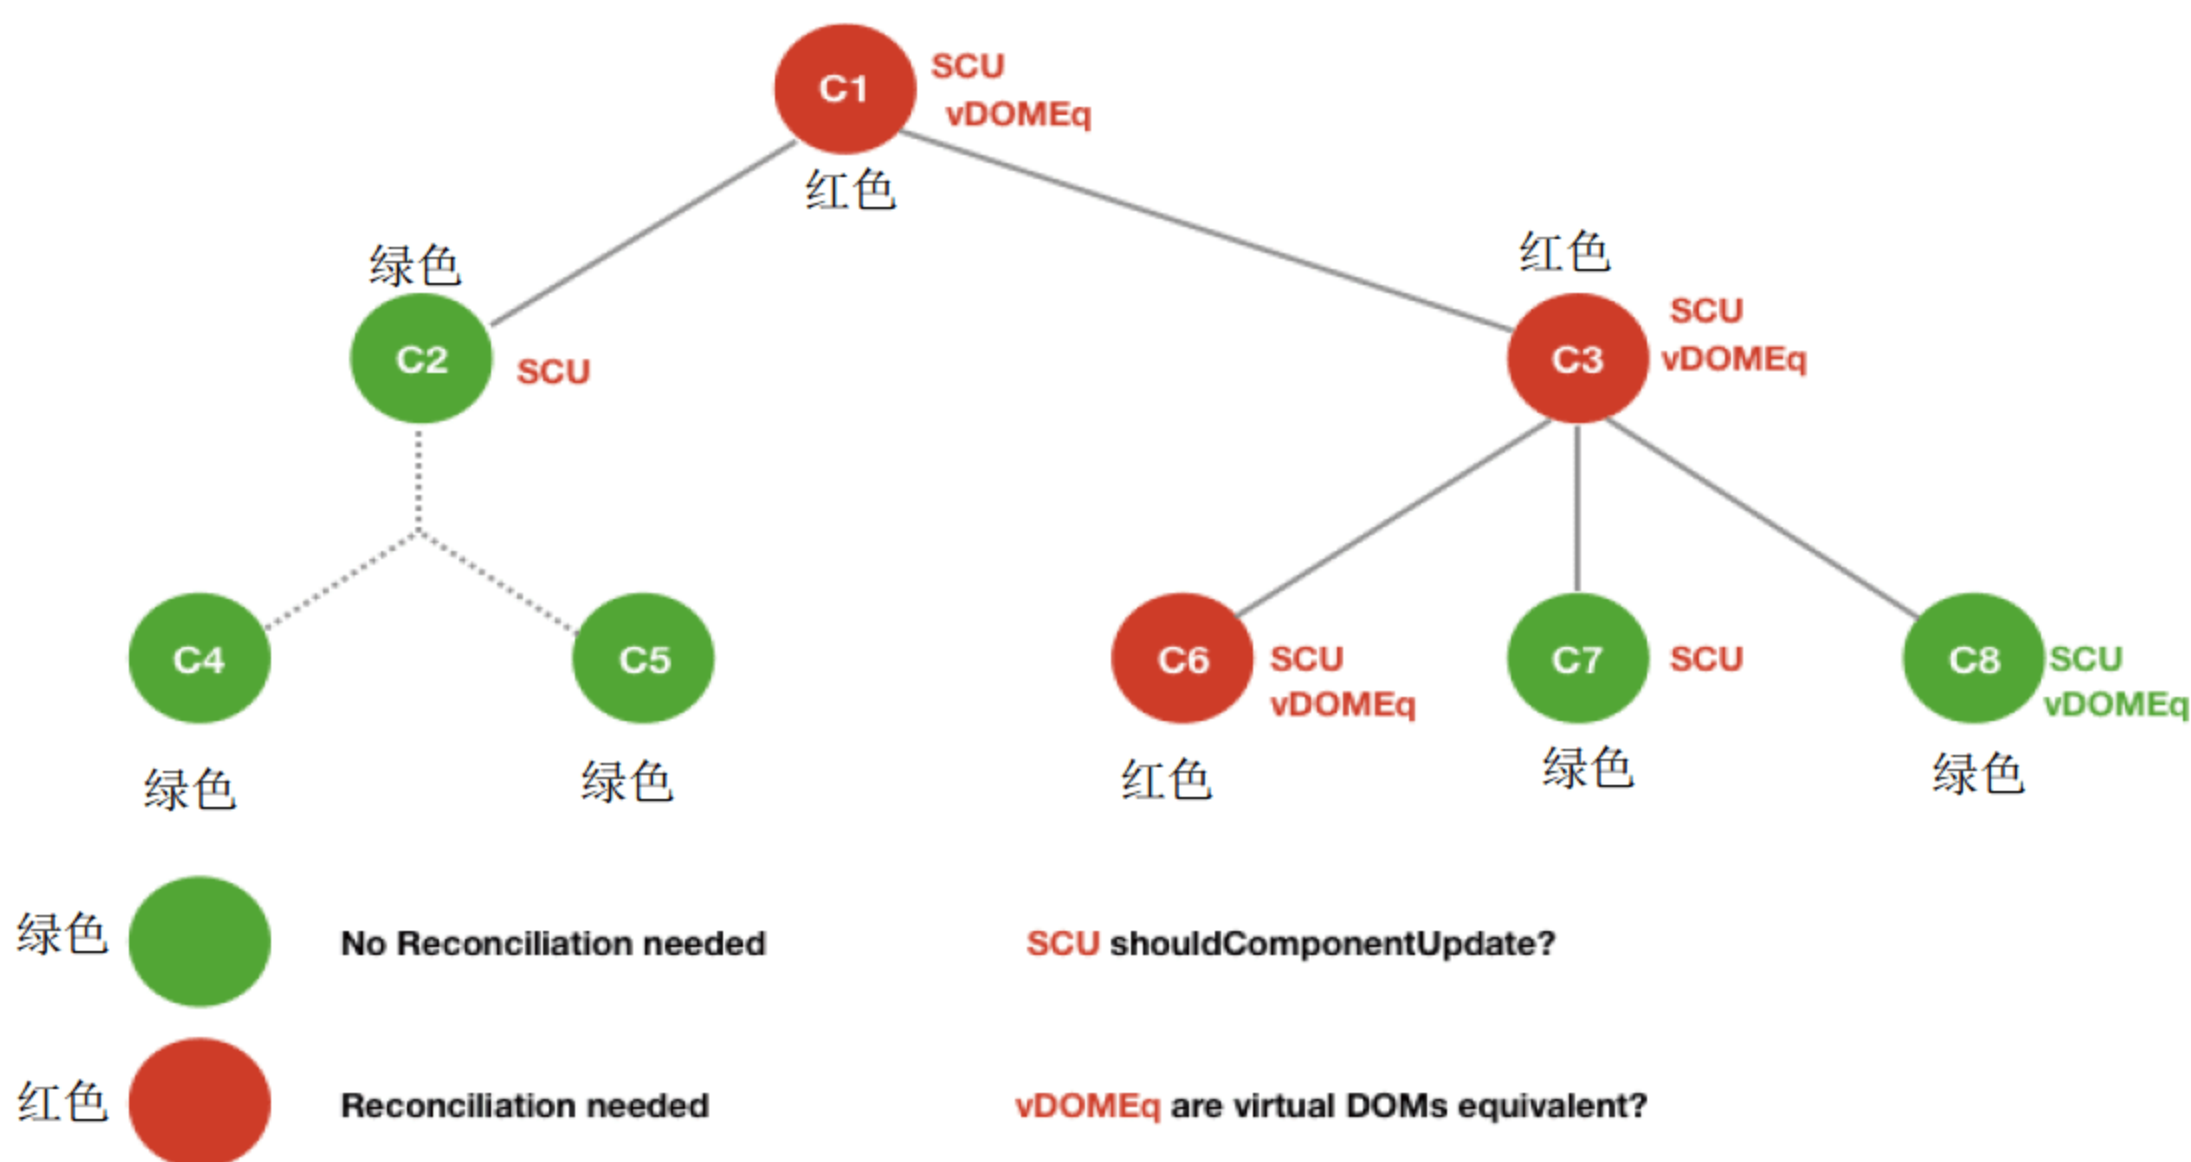 C1
SCU
vDOMEq
红色
绿色
C2
SCU
红色
C3
SCU
vDOMEq
C4
绿色
C5
绿色
C6
SCU
vDOMEq
红色
C7
SCU
绿色
C8
SCU
vDOMEq
绿色
绿色
No Reconciliation needed
SCU shouldComponentUpdate?
红色
Reconciliation needed
vDOMEq are virtual DOMs equivalent?